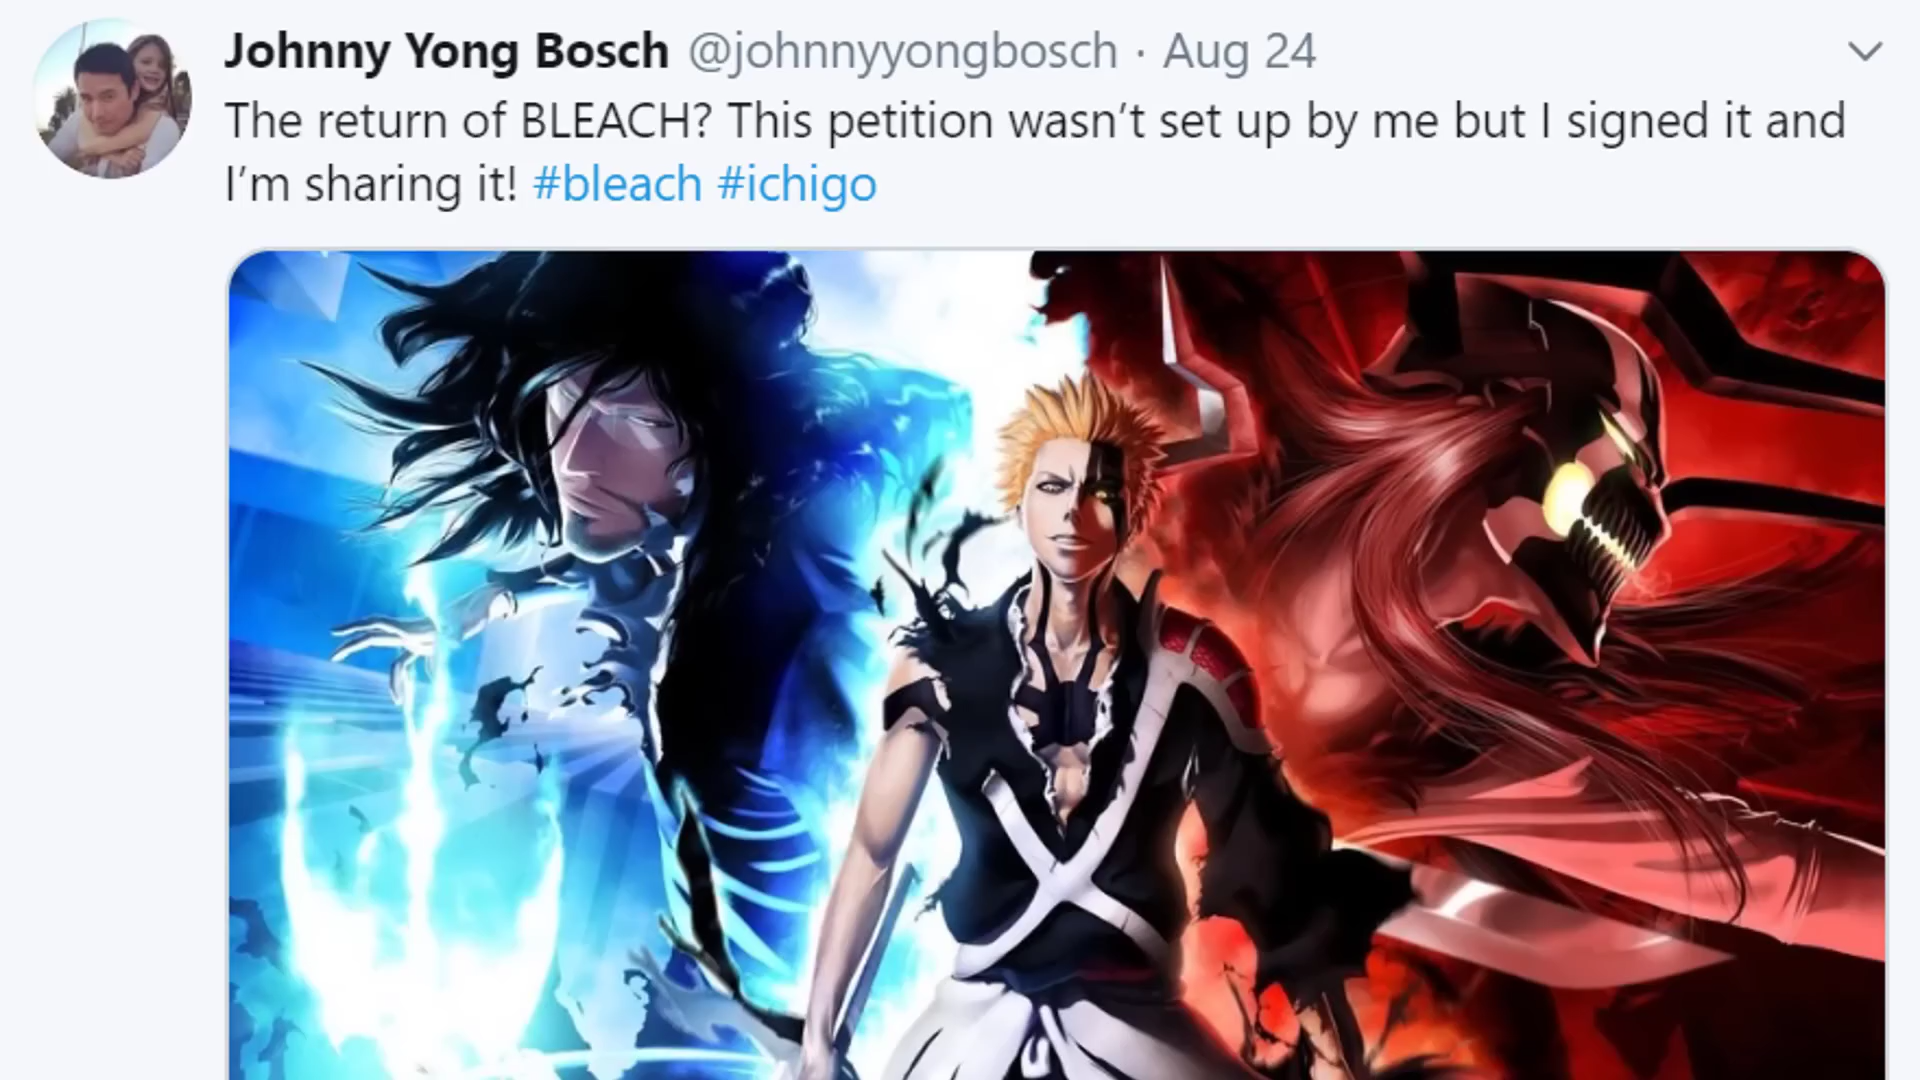 Johnny Yong Bosch @johnnyyongbosch · Aug 24
The return of BLEACH? This petition wasn’t set up by me but I signed it and
I’m sharing it! #bleach #ichigo